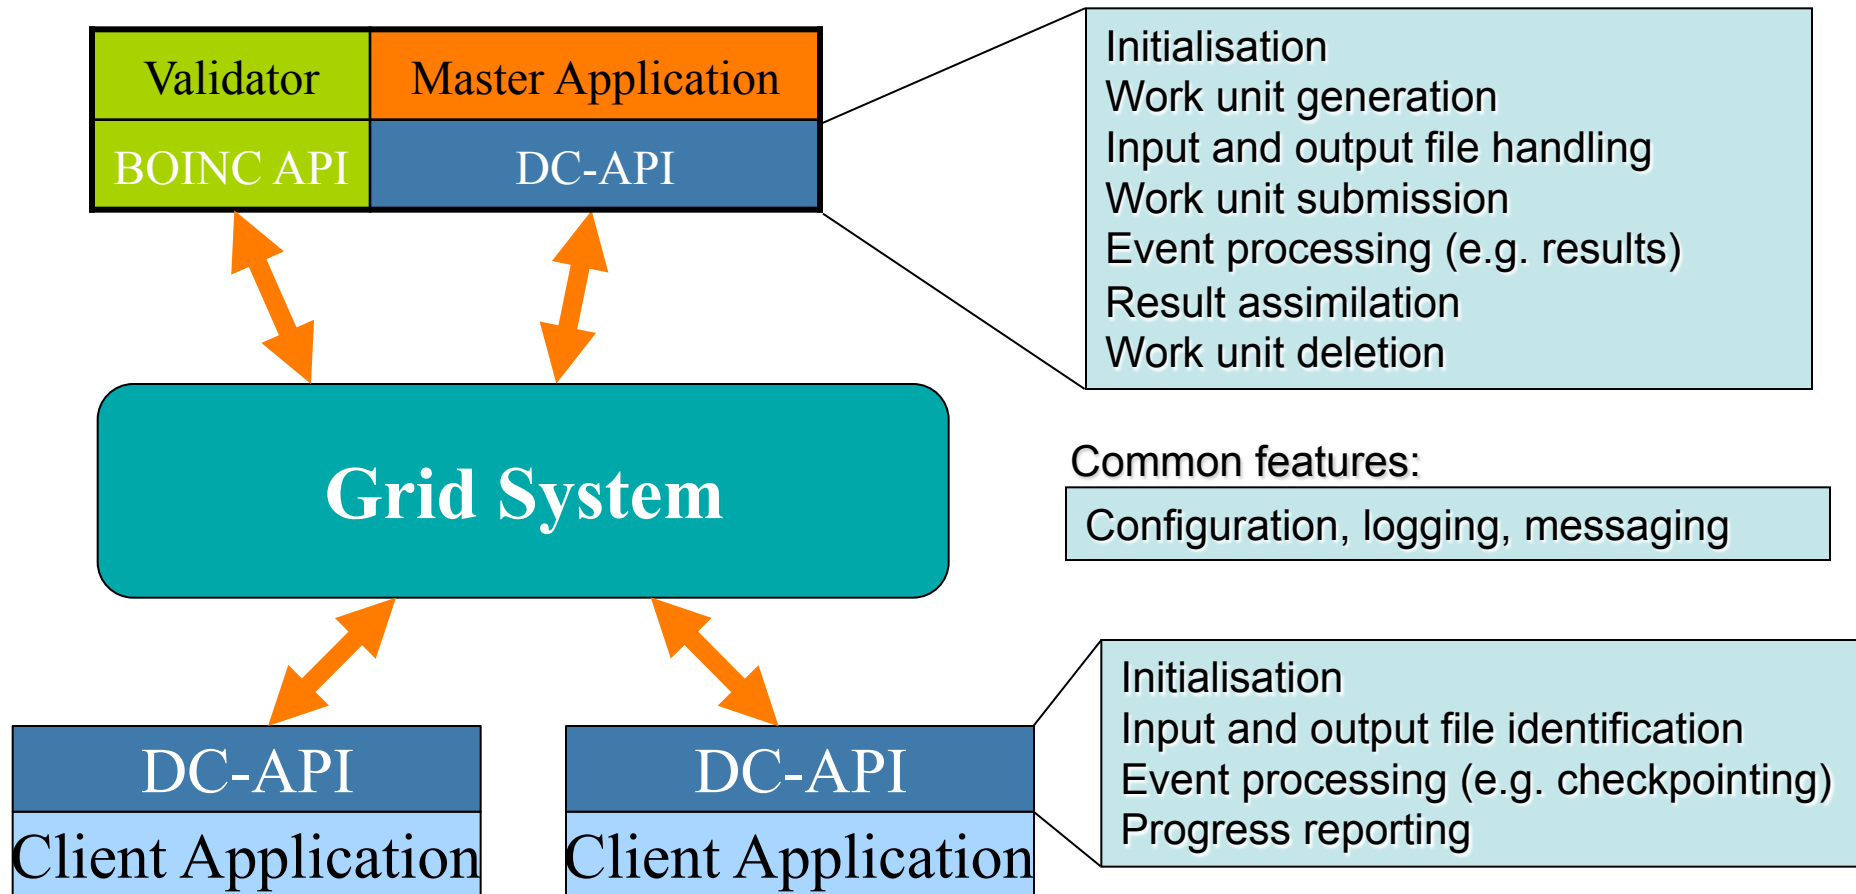 Validator
Master Application
BOINC API
DC-API
Initialisation
Work unit generation
Input and output file handling
Work unit submission
Event processing (e.g. results)
Result assimilation
Work unit deletion
Grid System
Common features:
Configuration, logging, messaging
DC-API
Client Application
DC-API
Client Application
Initialisation
Input and output file identification
Event processing (e.g. checkpointing)
Progress reporting